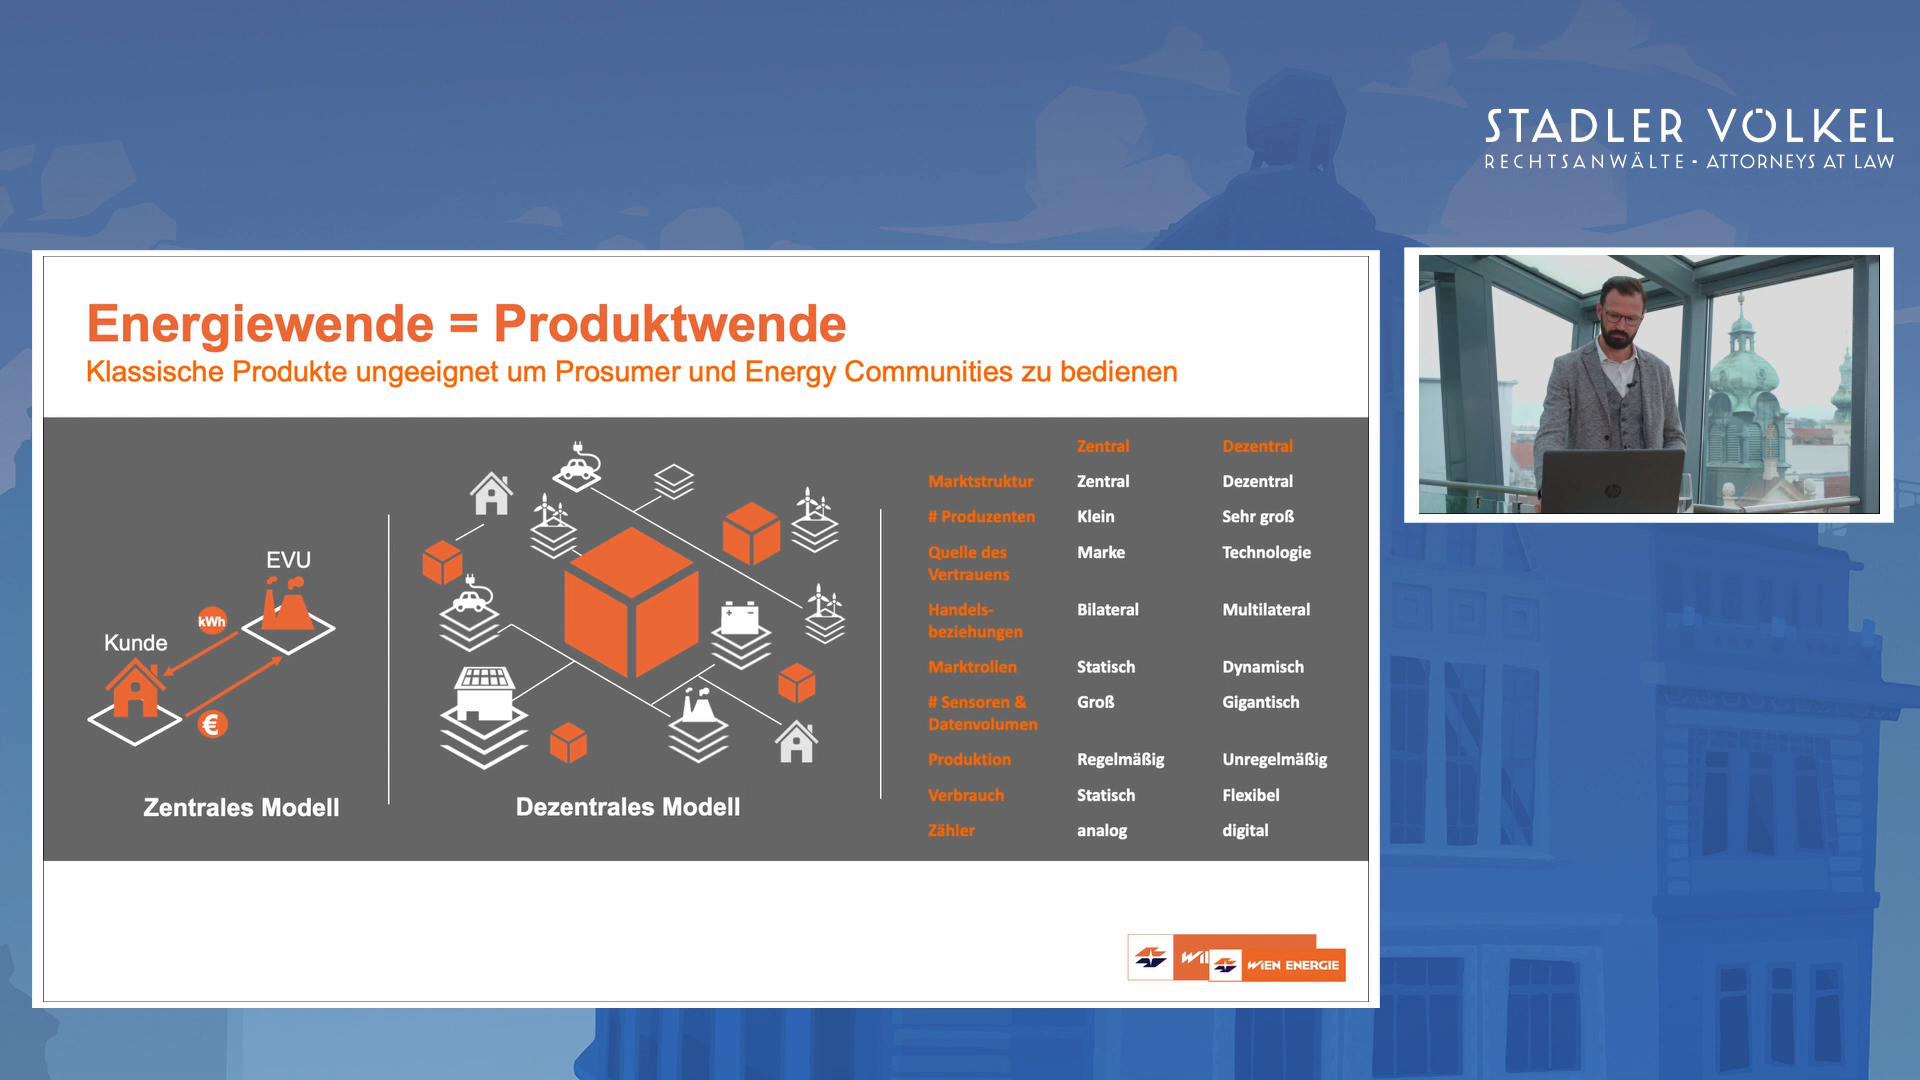 STADLER VÖLKEL
RECHTSANWÄLTE - ATTORNEYS AT LAW
Energiewende = Produktwende
Klassische Produkte ungeeignet um Prosumer und Energy Communities zu bedienen
EVU
kWh
Kunde
€
Zentrales Modell
Dezentrales Modell
Zentral Dezentral
Marktstruktur Zentral Dezentral
# Produzenten Klein Sehr groß
Quelle des Marke Technologie
Vertrauens
Handels- Bilateral Multilateral
beziehungen
Marktrollen Statisch Dynamisch
# Sensoren & Groß Gigantisch
Datenvolumen
Produktion Regelmäßig Unregelmäßig
Verbrauch Statisch Flexibel
Zähler analog digital
WIEN ENERGIE